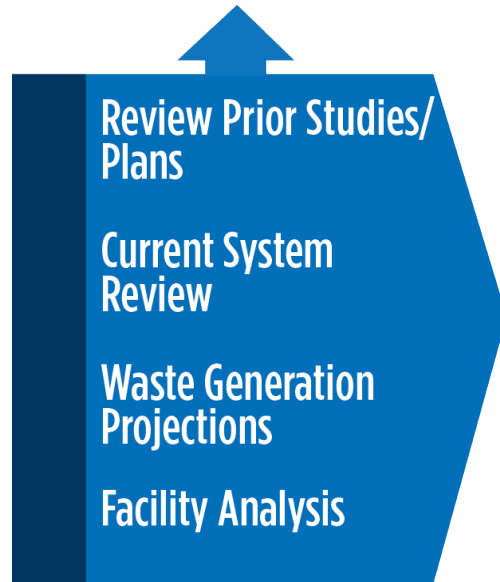 Review Prior Studies/
Plans
Current System
Review
Waste Generation
Projections
Facility Analysis